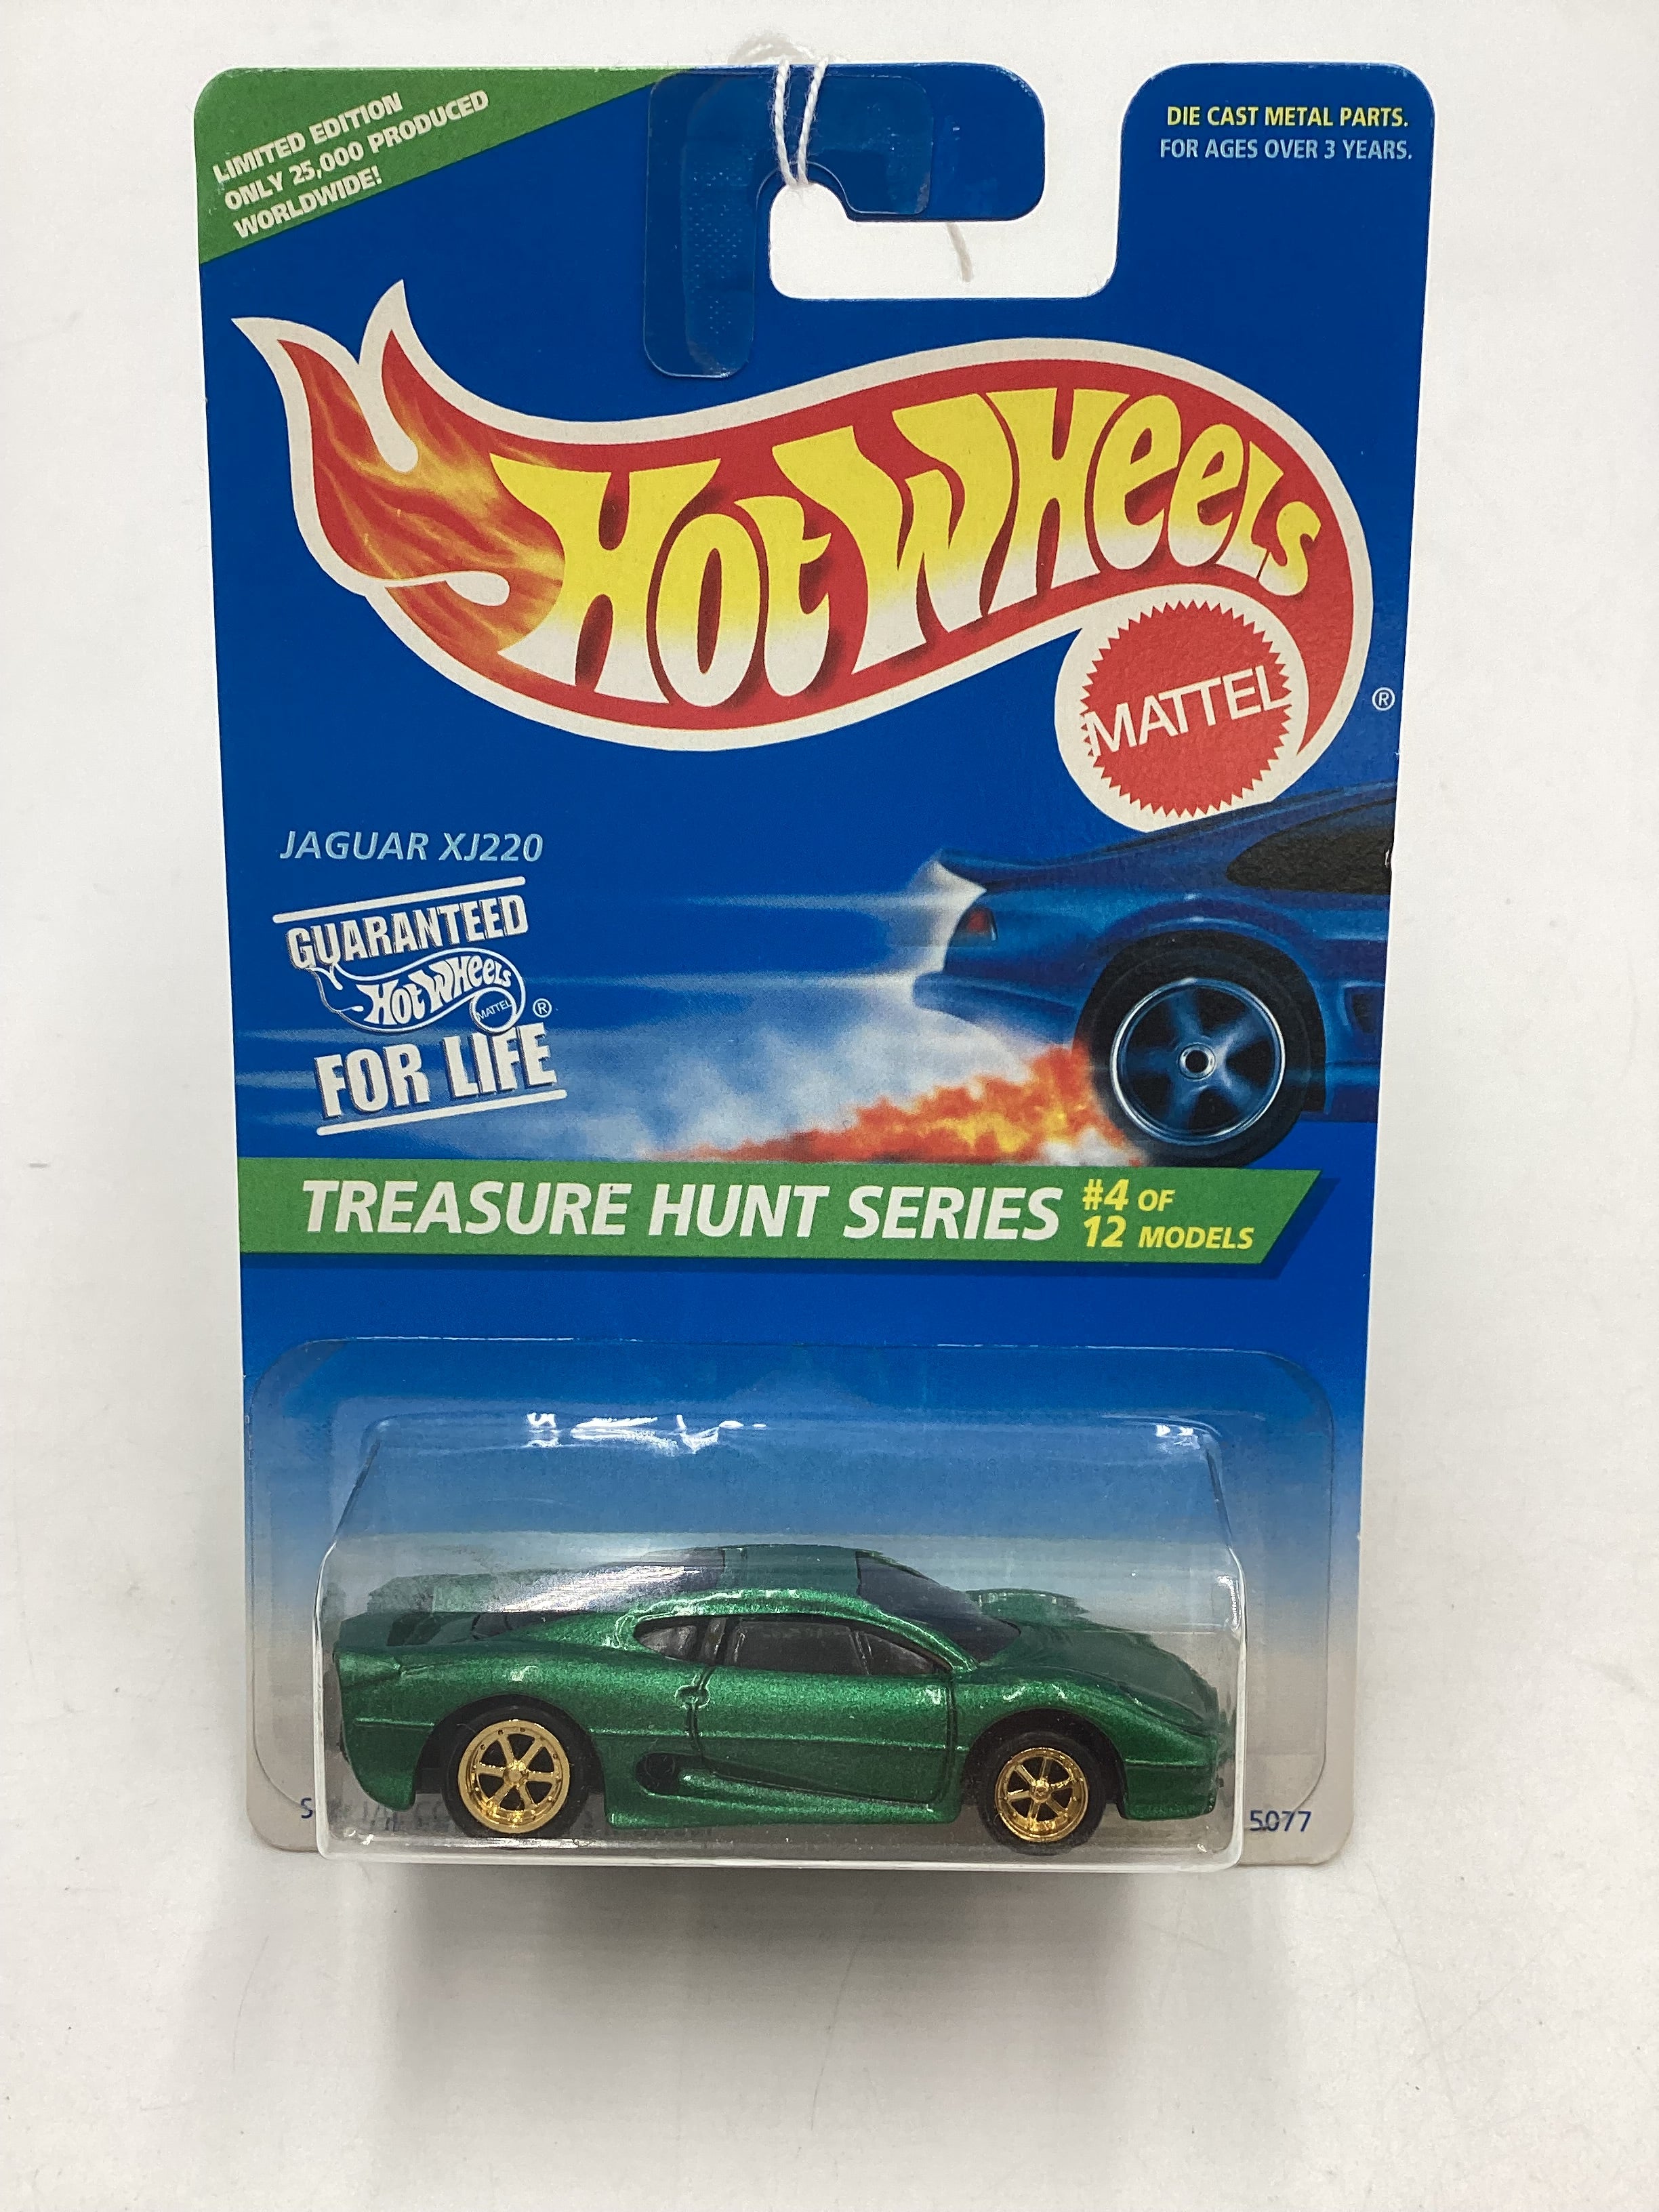 LIMITED EDITION
ONLY 25,000 PRODUCED
WORLDWIDE!
DIE CAST METAL PARTS.
FOR AGES OVER 3 YEARS.
Hot Wheels
MATTEL
®
JAGUAR XJ220
GUARANTEED
Hot Wheels
MATTEL
®
FOR LIFE
TREASURE HUNT SERIES
#4 OF
12 MODELS
5077